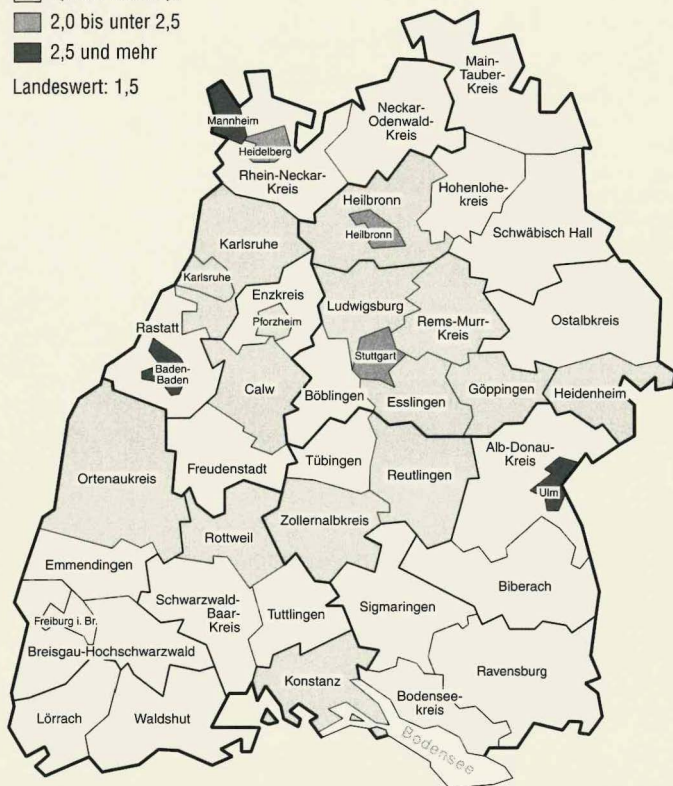 2,0 bis unter 2,5
2,5 und mehr
Landeswert: 1,5
Main-
Tauber-
Kreis
Mannheim
Neckar-
Odenwald-
Kreis
Heidelberg
Rhein-Neckar-
Kreis
Heilbronn
Hohenlohe-
kreis
Heilbronn
Schwäbisch Hall
Karlsruhe
Karlsruhe
Enzkreis
Ludwigsburg
Pforzheim
Rems-Murr-
Kreis
Ostalbkreis
Rastatt
Stuttgart
Baden-
Baden
Calw
Böblingen
Esslingen
Göppingen
Heidenheim
Alb-Donau-
Kreis
Ortenaukreis
Freudenstadt
Tübingen
Reutlingen
Ulm
Zollernalbkreis
Rottweil
Emmendingen
Biberach
Schwarzwald-
Baar-
Kreis
Tuttlingen
Sigmaringen
Freiburg i. Br.
Breisgau-Hochschwarzwald
Ravensburg
Konstanz
Bodensee-
kreis
Lörrach
Waldshut
Bodensee